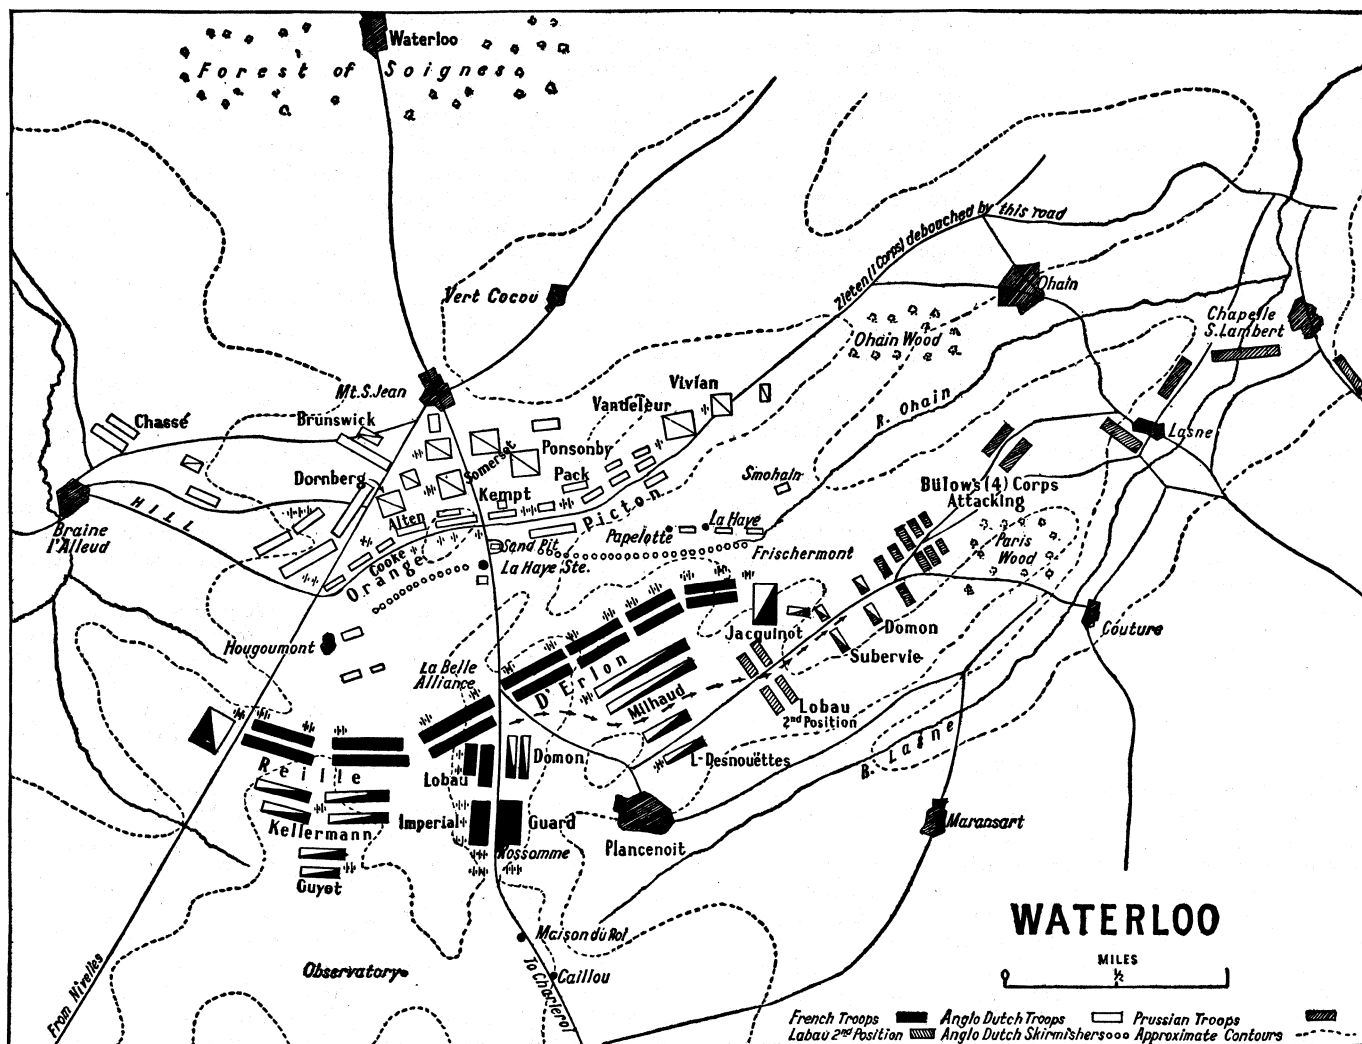 Waterloo
Forest of Soignes
Zieten (1 Corps) debouched by this road
Vert Cocou
Ohain
Ohain Wood
Chapelle
S. Lambert
Mt. S. Jean
Vivian
Vandeleur
R. Ohain
Chassé
Brunswick
Ponsonby
Somerset
Lasne
Pack
Smohain
Dornberg
Kempt
Bülow's (4) Corps
Attacking
HILL
Alten
Picton
Braine
l'Alleud
Papelotte
La Haye
Paris
Wood
Sand Pit
Frischermont
Cooke
La Haye Ste.
Orange
Hougoumont
Jacquinot
Domon
Couture
Subervie
La Belle
Alliance
D'Erlon
Milhaud
Lobau
2nd Position
R. Lasne
Reille
Lobau
Domon
L-Desnouëttes
Kellermann
Imperial Guard
Plancenoit
Maransart
Rossomme
Guyot
WATERLOO
Maison du Roi
MILES
Observatory
Caillou
0 ½ 1
From Nivelles
To Charleroi
French Troops Anglo Dutch Troops Prussian Troops
Labau 2nd Position Anglo Dutch Skirmishers Approximate Contours